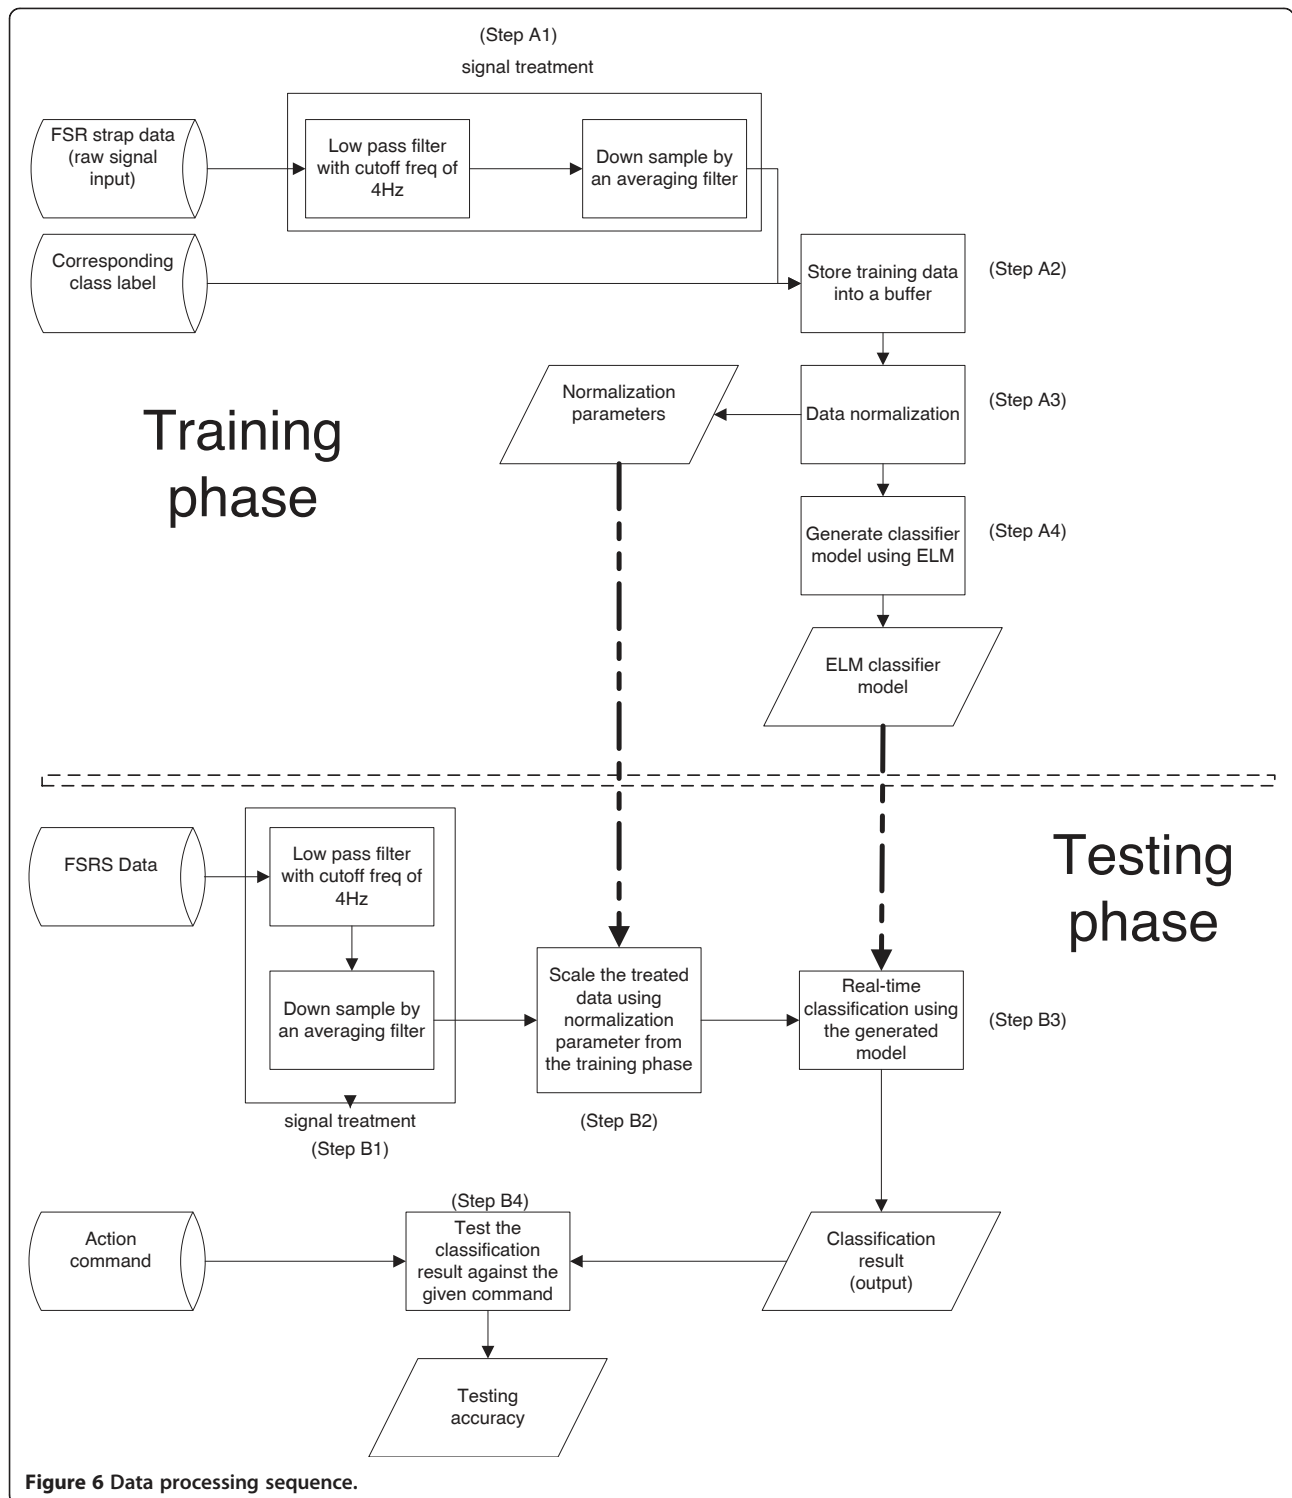 (Step A1)
signal treatment
FSR strap data
(raw signal
input)
Low pass filter
with cutoff freq of
4Hz
Down sample by
an averaging filter
Corresponding
class label
Store training data
into a buffer
(Step A2)
Normalization
parameters
Data normalization
(Step A3)
Training
phase
Generate classifier
model using ELM
(Step A4)
ELM classifier
model
Testing
phase
FSRS Data
Low pass filter
with cutoff freq of
4Hz
Down sample by
an averaging filter
signal treatment
(Step B1)
Scale the treated
data using
normalization
parameter from
the training phase
(Step B2)
Real-time
classification using
the generated
model
(Step B3)
Action
command
(Step B4)
Test the
classification
result against the
given command
Classification
result
(output)
Testing
accuracy
Figure 6 Data processing sequence.